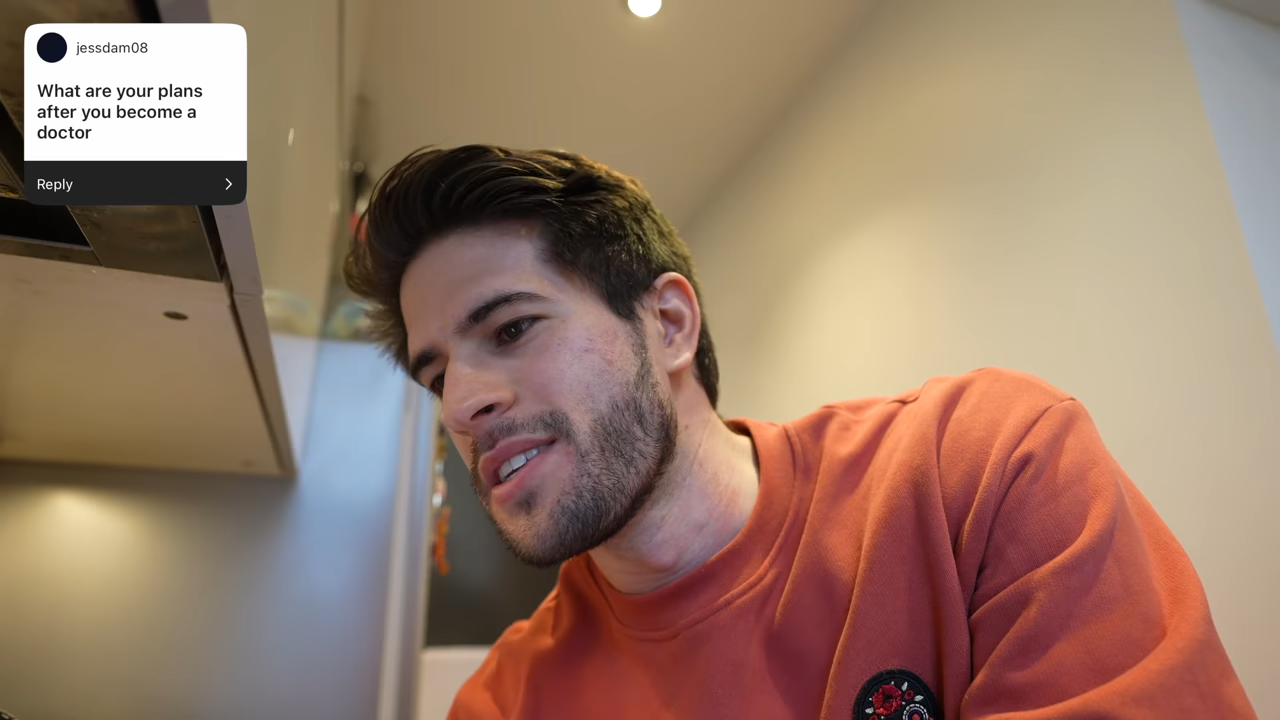 jessdam08
What are your plans
after you become a
doctor
Reply